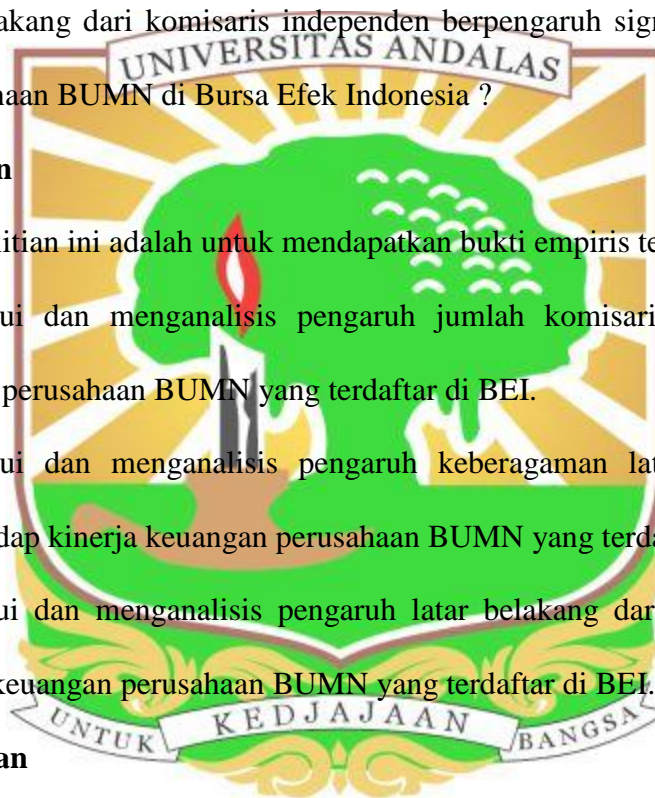 akang dari komisaris independen berpengaruh sign
UNIVERSITAS ANDALAS
naan BUMN di Bursa Efek Indonesia ?
n
litian ini adalah untuk mendapatkan bukti empiris te
ui dan menganalisis pengaruh jumlah komisari
perusahaan BUMN yang terdaftar di BEI.
ui dan menganalisis pengaruh keberagaman lat
dap kinerja keuangan perusahaan BUMN yang terda
ui dan menganalisis pengaruh latar belakang dar
keuangan perusahaan BUMN yang terdaftar di BEI.
UNTUK KEDJAJAAN BANGSA
an